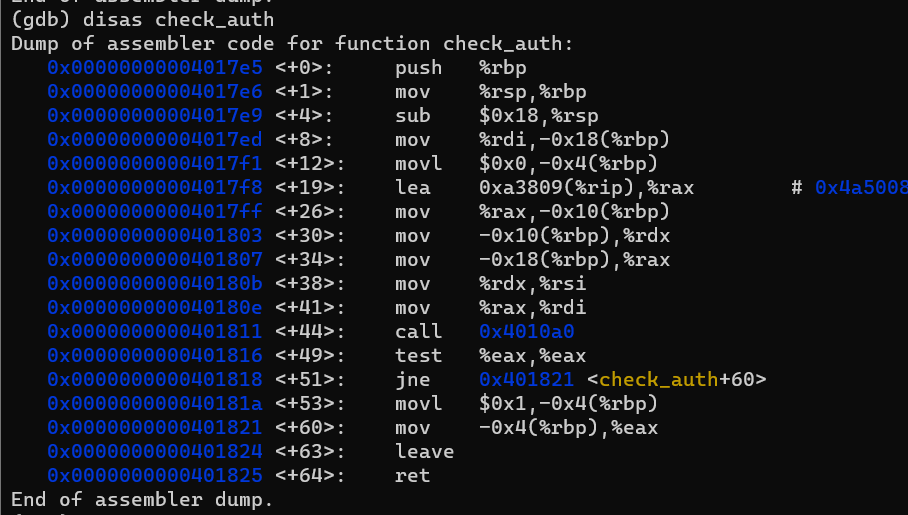 (gdb) disas check_auth
Dump of assembler code for function check_auth:
0x00000000004017e5 <+0>: push %rbp
0x00000000004017e6 <+1>: mov %rsp,%rbp
0x00000000004017e9 <+4>: sub $0x18,%rsp
0x00000000004017ed <+8>: mov %rdi,-0x18(%rbp)
0x00000000004017f1 <+12>: movl $0x0,-0x4(%rbp)
0x00000000004017f8 <+19>: lea 0xa3809(%rip),%rax # 0x4a5008
0x00000000004017ff <+26>: mov %rax,-0x10(%rbp)
0x0000000000401803 <+30>: mov -0x10(%rbp),%rdx
0x0000000000401807 <+34>: mov -0x18(%rbp),%rax
0x000000000040180b <+38>: mov %rdx,%rsi
0x000000000040180e <+41>: mov %rax,%rdi
0x0000000000401811 <+44>: call 0x4010a0
0x0000000000401816 <+49>: test %eax,%eax
0x0000000000401818 <+51>: jne 0x401821 <check_auth+60>
0x000000000040181a <+53>: movl $0x1,-0x4(%rbp)
0x0000000000401821 <+60>: mov -0x4(%rbp),%eax
0x0000000000401824 <+63>: leave
0x0000000000401825 <+64>: ret
End of assembler dump.